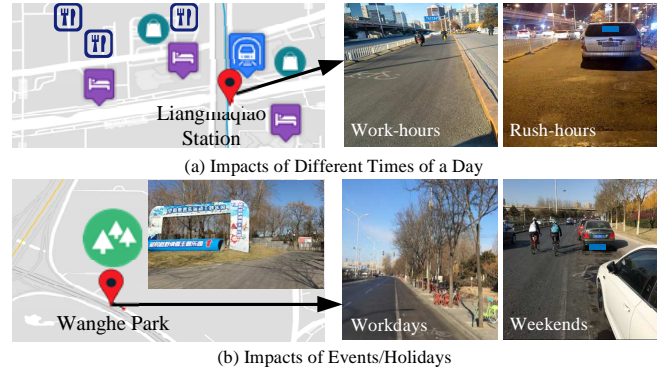 Liangmaqiao
Station
Work-hours
Rush-hours
(a) Impacts of Different Times of a Day
Wanghe Park
Workdays
Weekends
(b) Impacts of Events/Holidays